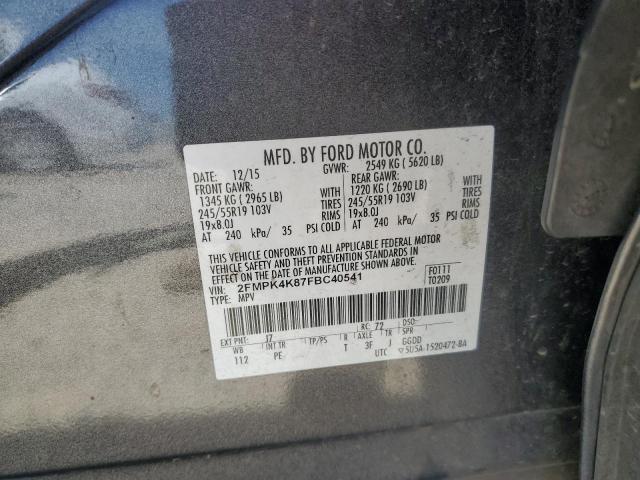 MFD. BY FORD MOTOR CO.
DATE: 12/15 GVWR: 2549 KG ( 5620 LB)
FRONT GAWR: REAR GAWR:
1345 KG ( 2965 LB) WITH 1220 KG ( 2690 LB) WITH
245/55R19 103V TIRES 245/55R19 103V TIRES
19x8.0J RIMS 19x8.0J RIMS
AT 240 kPa/ 35 PSI COLD AT 240 kPa/ 35 PSI COLD
THIS VEHICLE CONFORMS TO ALL APPLICABLE FEDERAL MOTOR
VEHICLE SAFETY AND THEFT PREVENTION STANDARDS IN EFFECT ON
THE DATE OF MANUFACTURE SHOWN ABOVE.
VIN: 2FMPK4K87FBC40541 F0111
TYPE: MPV T0209
EXT PNT: J7 RC: 72 DSO:
WB INT TR TP/PS R AXLE TR SPR
112 PE T 3F J GGDD
UTC 5U5A-1520472-BA